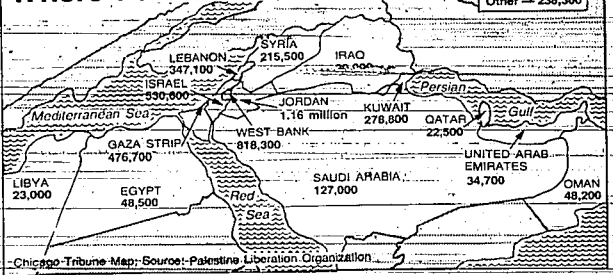 Other — 238,300
SYRIA
215,500
LEBANON
347,100
IRAQ
ISRAEL
530,600
Persian
Gulf
Mediterranean Sea
JORDAN
1.16 million
KUWAIT
278,800
QATAR
22,500
WEST BANK
818,300
GAZA STRIP
476,700
UNITED ARAB
EMIRATES
34,700
LIBYA
23,000
EGYPT
48,500
Red
Sea
SAUDI ARABIA
127,000
OMAN
48,200
Chicago Tribune Map; Source: Palestine Liberation Organization